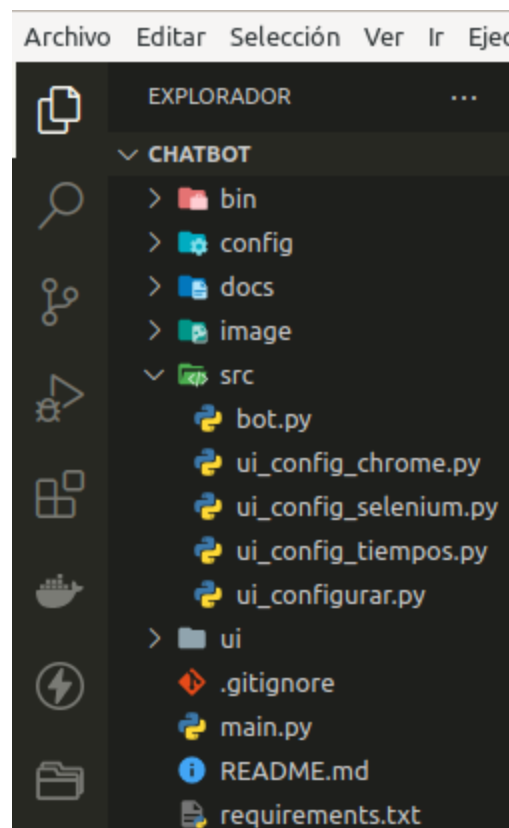 Archivo Editar Selección Ver Ir Ejec
EXPLORADOR ...
CHATBOT
bin
config
docs
image
src
bot.py
ui_config_chrome.py
ui_config_selenium.py
ui_config_tiempos.py
ui_configurar.py
ui
.gitignore
main.py
README.md
requirements.txt